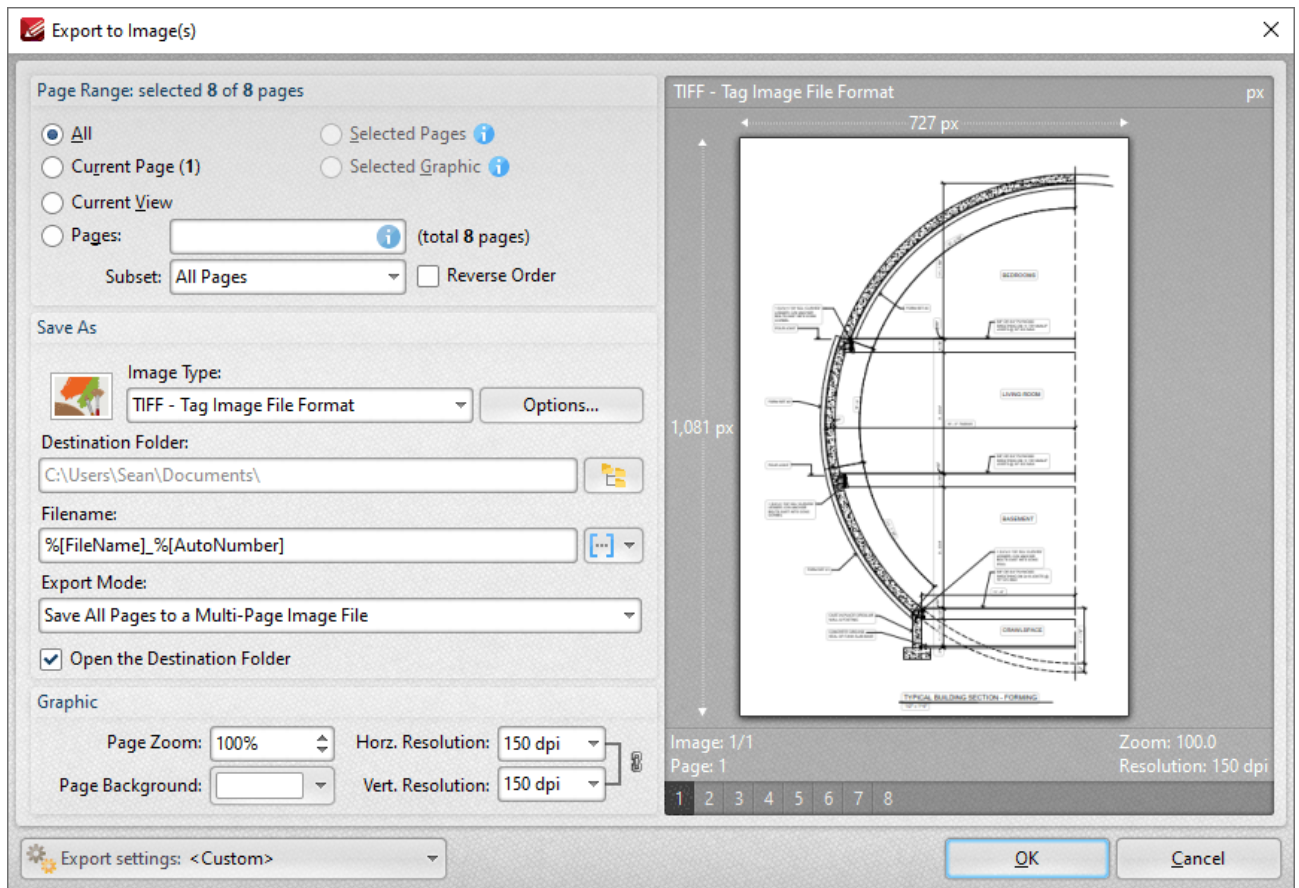 Export to Image(s)
Page Range: selected 8 of 8 pages
All
Selected Pages
Current Page (1)
Selected Graphic
Current View
Pages:
(total 8 pages)
Subset: All Pages
Reverse Order
Save As
Image Type:
TIFF - Tag Image File Format
Options...
Destination Folder:
C:\Users\Sean\Documents\
Filename:
%[FileName]_%[AutoNumber]
Export Mode:
Save All Pages to a Multi-Page Image File
Open the Destination Folder
Graphic
Page Zoom: 100%
Horz. Resolution: 150 dpi
Page Background:
Vert. Resolution: 150 dpi
TIFF - Tag Image File Format px
727 px
1,081 px
BEDROOMS
LIVING ROOM
BASEMENT
CRAWLSPACE
TYPICAL BUILDING SECTION - FORMING
Image: 1/1
Zoom: 100.0
Page: 1
Resolution: 150 dpi
1 2 3 4 5 6 7 8
Export settings: <Custom>
OK
Cancel